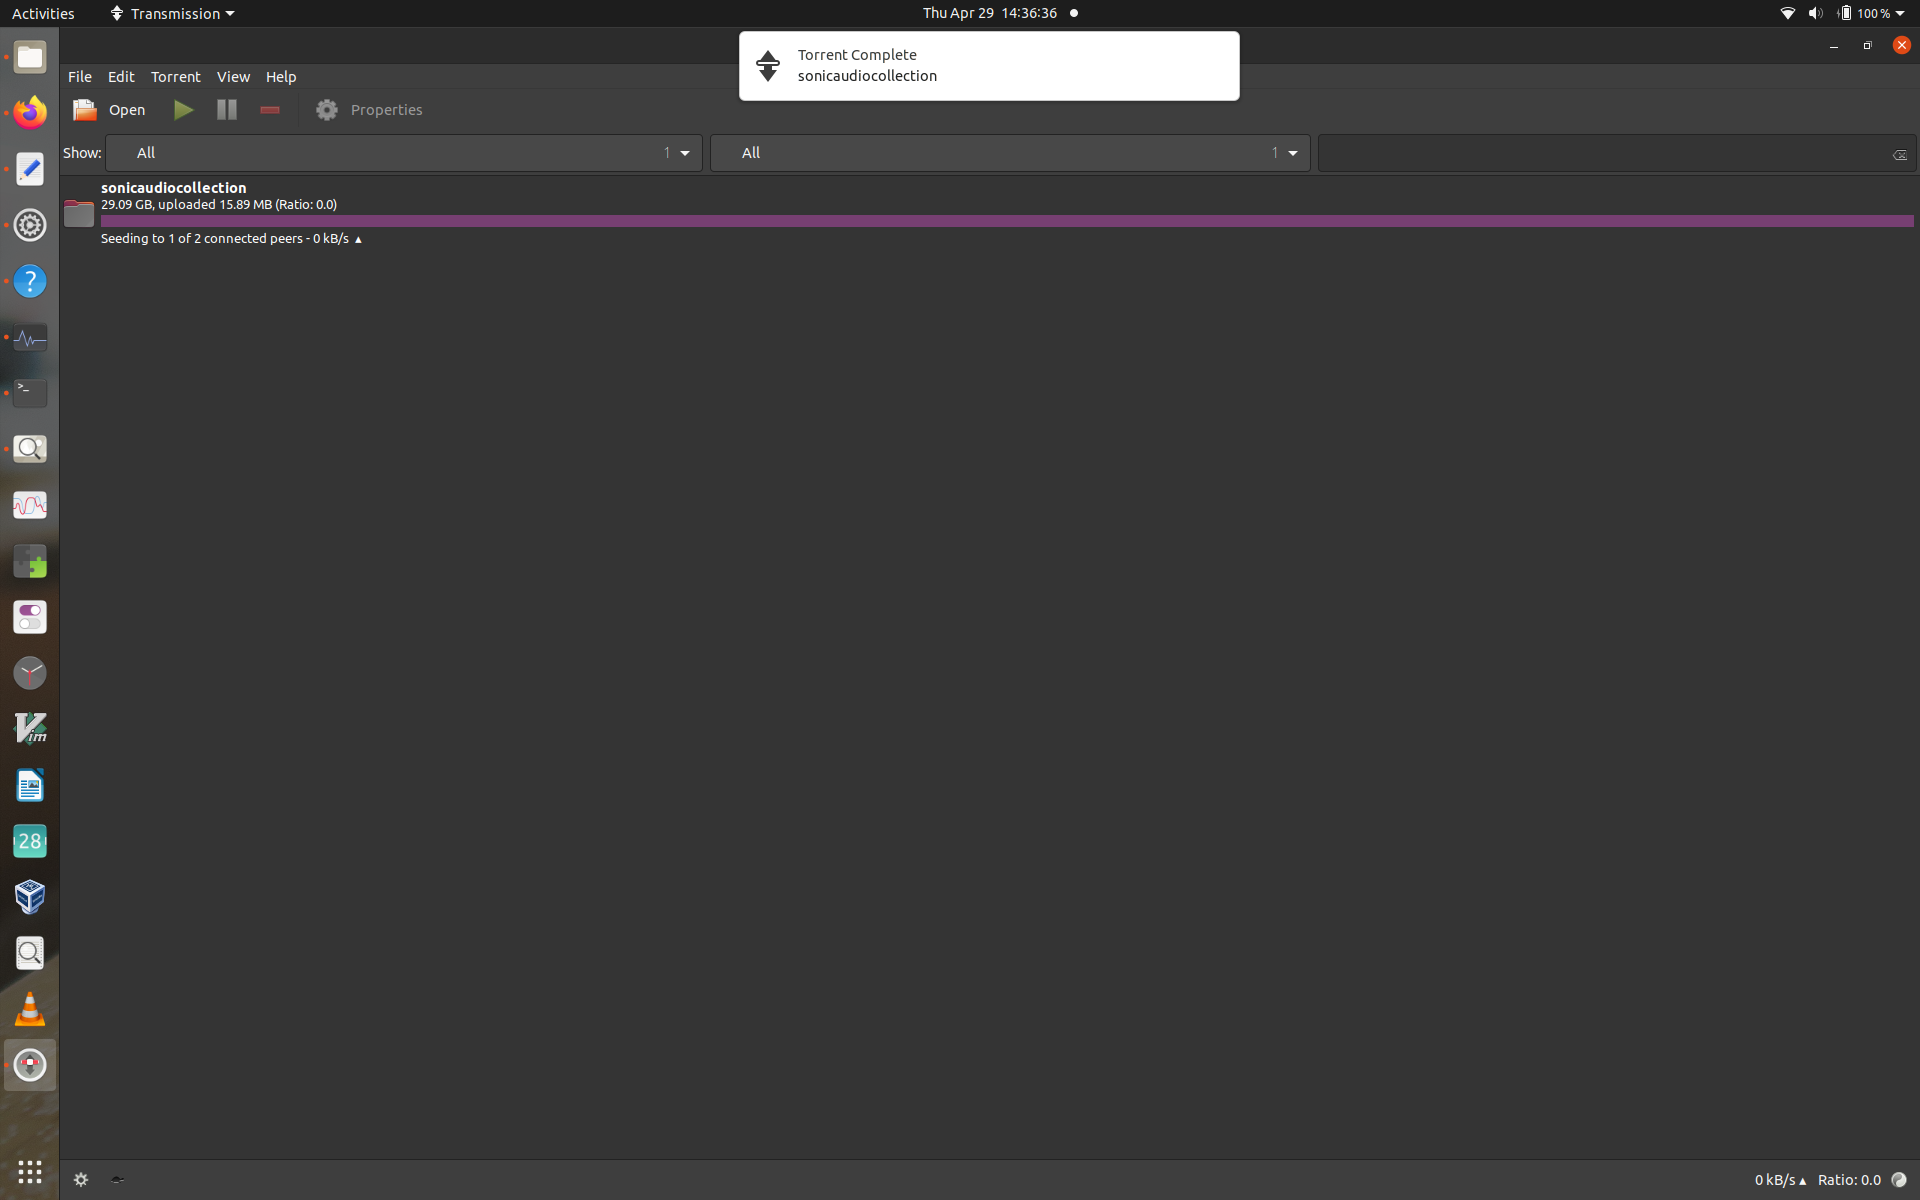 Activities
Transmission
Thu Apr 29 14:36:36
100 %
Torrent Complete
sonicaudiocollection
File Edit Torrent View Help
Open
Properties
Show:
All
1
All
1
sonicaudiocollection
29.09 GB, uploaded 15.89 MB (Ratio: 0.0)
Seeding to 1 of 2 connected peers - 0 kB/s ▲
?
>_
Vim
28
0 kB/s ▲ Ratio: 0.0